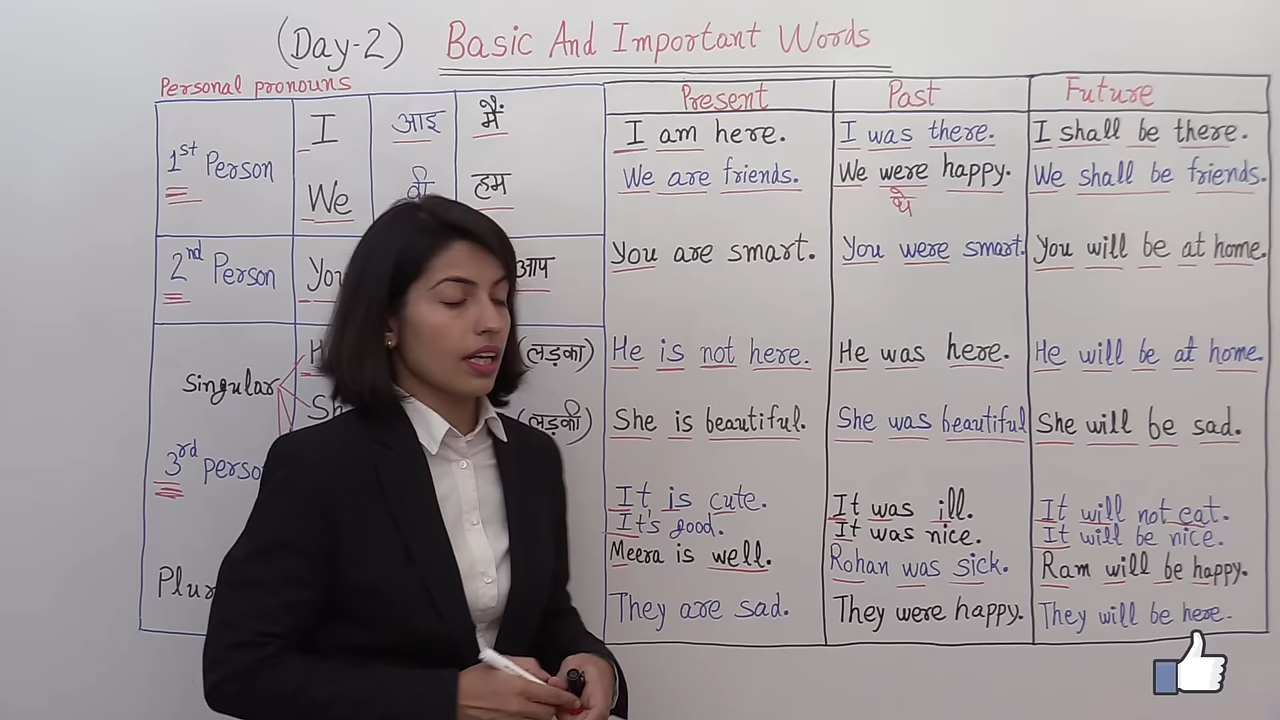 (Day-2) Basic And Important Words
Personal pronouns
Present Past Future
1st Person I आइ मैं
We वी हम
I am here. I was there. I shall be there.
We are friends. We were happy. We shall be friends.
थे
2nd Person आप
You are smart. You were smart. You will be at home.
Singular (लड़का)
He is not here. He was here. He will be at home.
(लड़की)
She is beautiful. She was beautiful She will be sad.
3rd
It is cute. It was ill. It will not eat.
It's good. It was nice. It will be nice.
Meera is well. Rohan was sick. Ram will be happy.
They are sad. They were happy. They will be here.